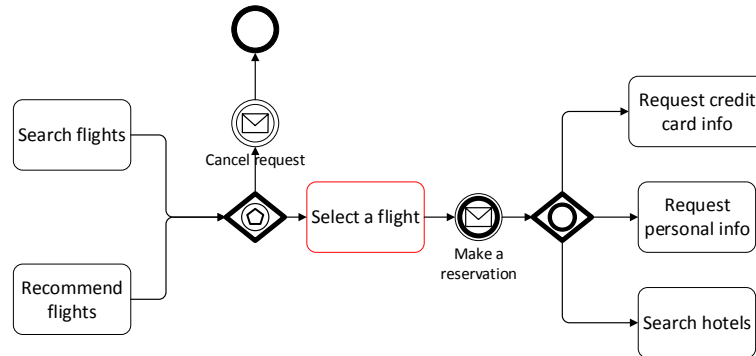 Search flights
Recommend
flights
Cancel request
Select a flight
Make a
reservation
Request credit
card info
Request
personal info
Search hotels